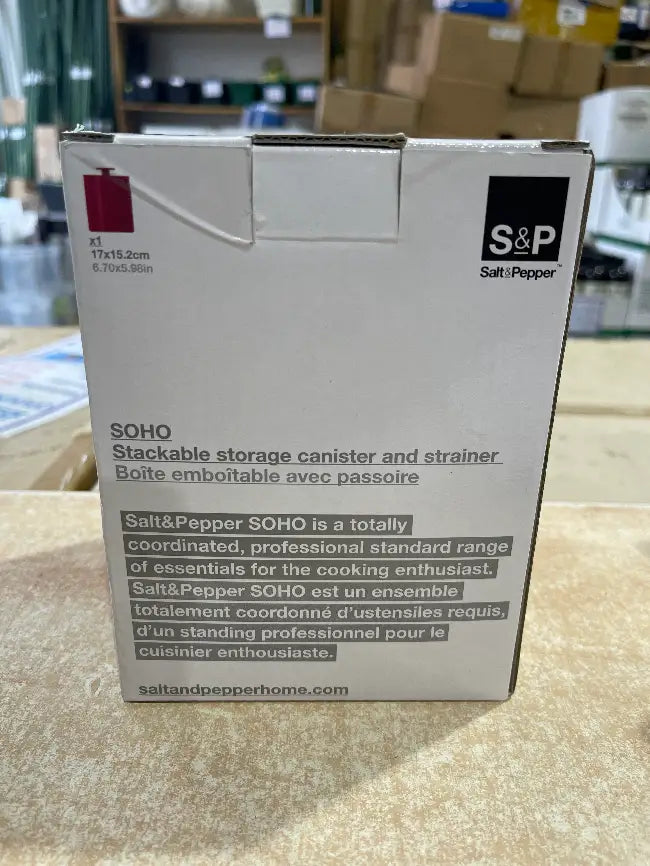 x1
17x15.2cm
6.70x5.98in
S&P
Salt&Pepper™
SOHO
Stackable storage canister and strainer
Boîte emboîtable avec passoire
Salt&Pepper SOHO is a totally
coordinated, professional standard range
of essentials for the cooking enthusiast.
Salt&Pepper SOHO est un ensemble
totalement coordonné d'ustensiles requis,
d'un standing professionnel pour le
cuisinier enthousiaste.
saltandpepperhome.com